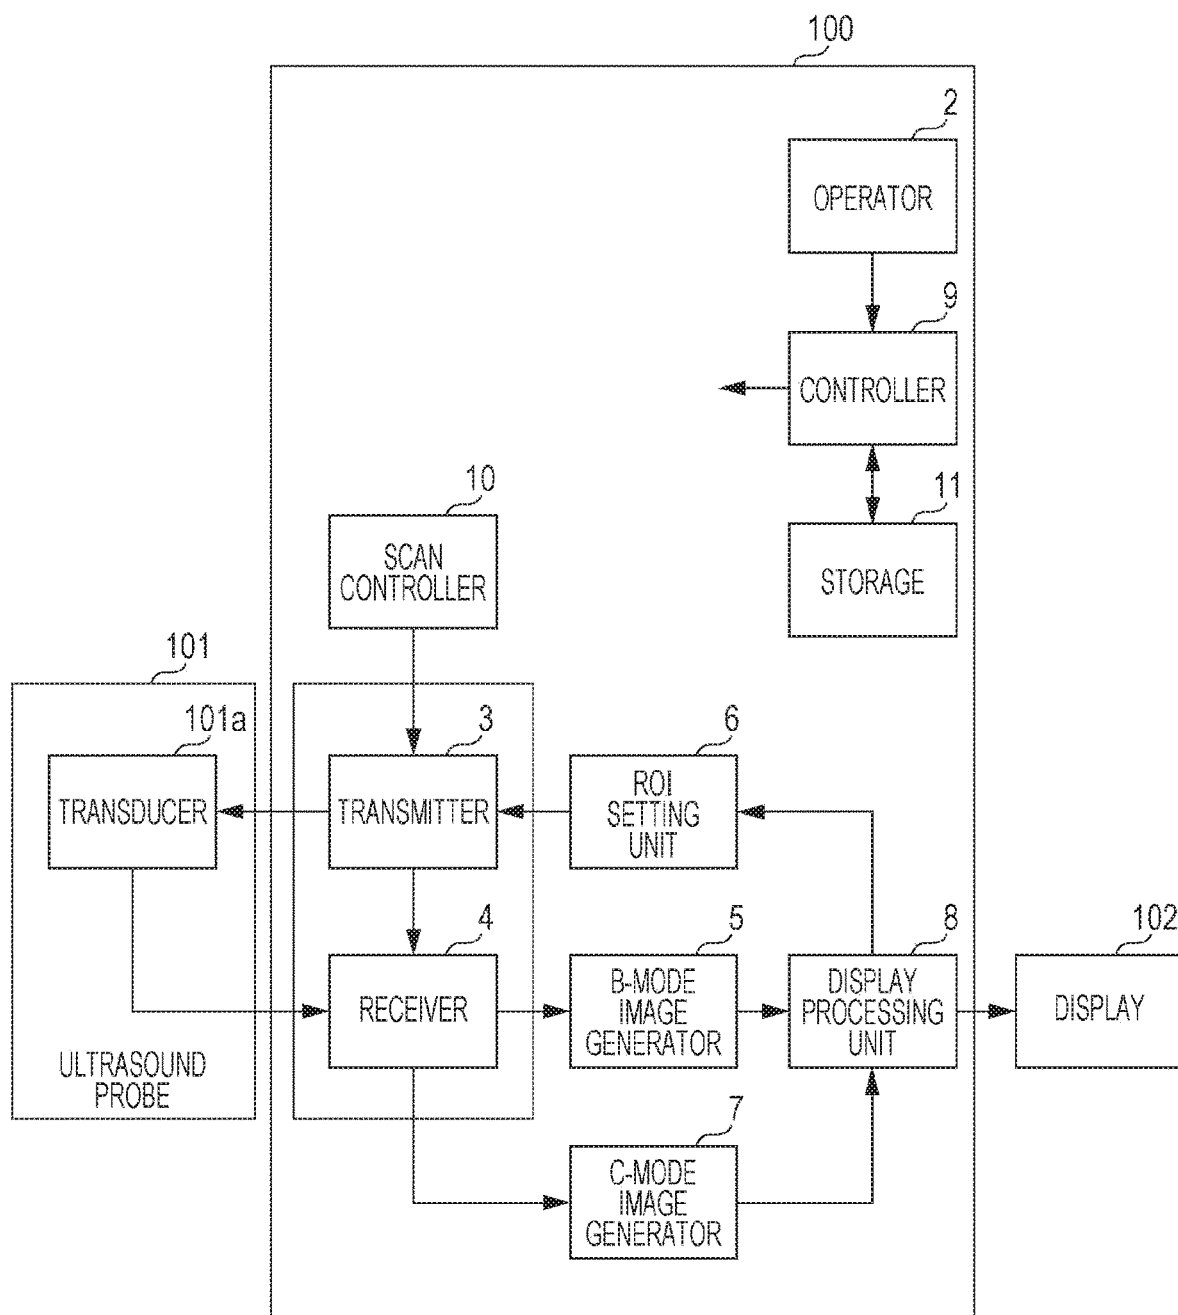 100
2
OPERATOR
9
CONTROLLER
10
SCAN
CONTROLLER
11
STORAGE
101
101a
TRANSDUCER
3
TRANSMITTER
6
ROI
SETTING
UNIT
4
RECEIVER
5
B-MODE
IMAGE
GENERATOR
8
DISPLAY
PROCESSING
UNIT
102
DISPLAY
ULTRASOUND
PROBE
7
C-MODE
IMAGE
GENERATOR